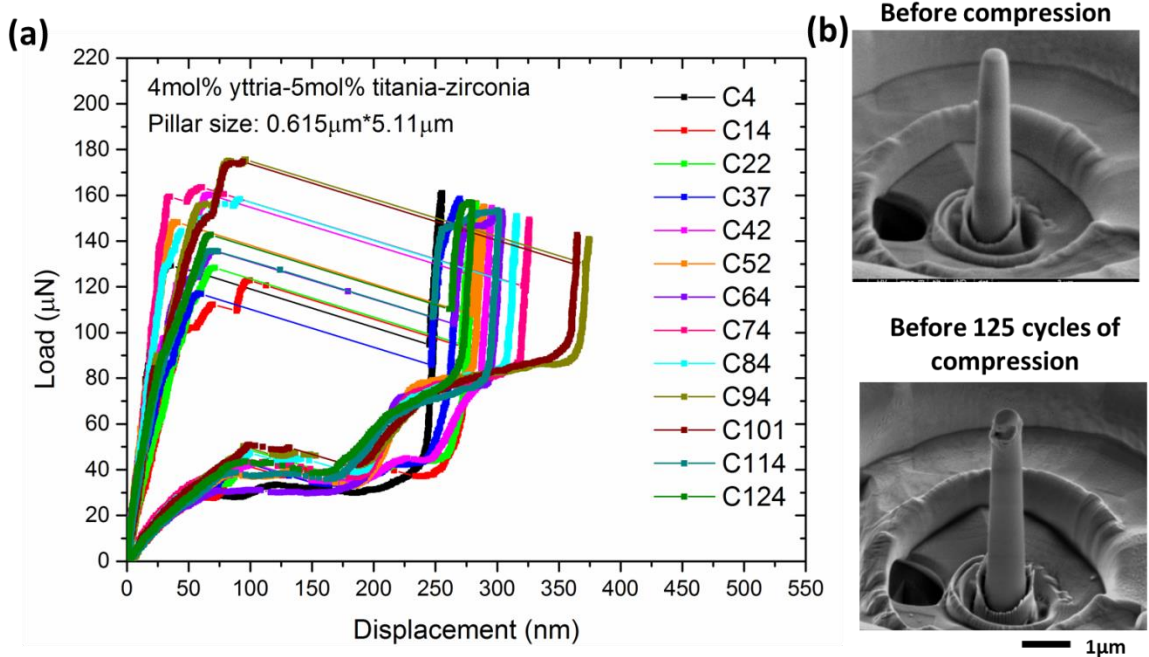 (a)
Load (μN)
220
200
180
160
140
120
100
80
60
40
20
0
4mol% yttria-5mol% titania-zirconia
Pillar size: 0.615μm*5.11μm
C4
C14
C22
C37
C42
C52
C64
C74
C84
C94
C101
C114
C124
0 50 100 150 200 250 300 350 400 450 500 550
Displacement (nm)
(b)
Before compression
Before 125 cycles of
compression
1μm